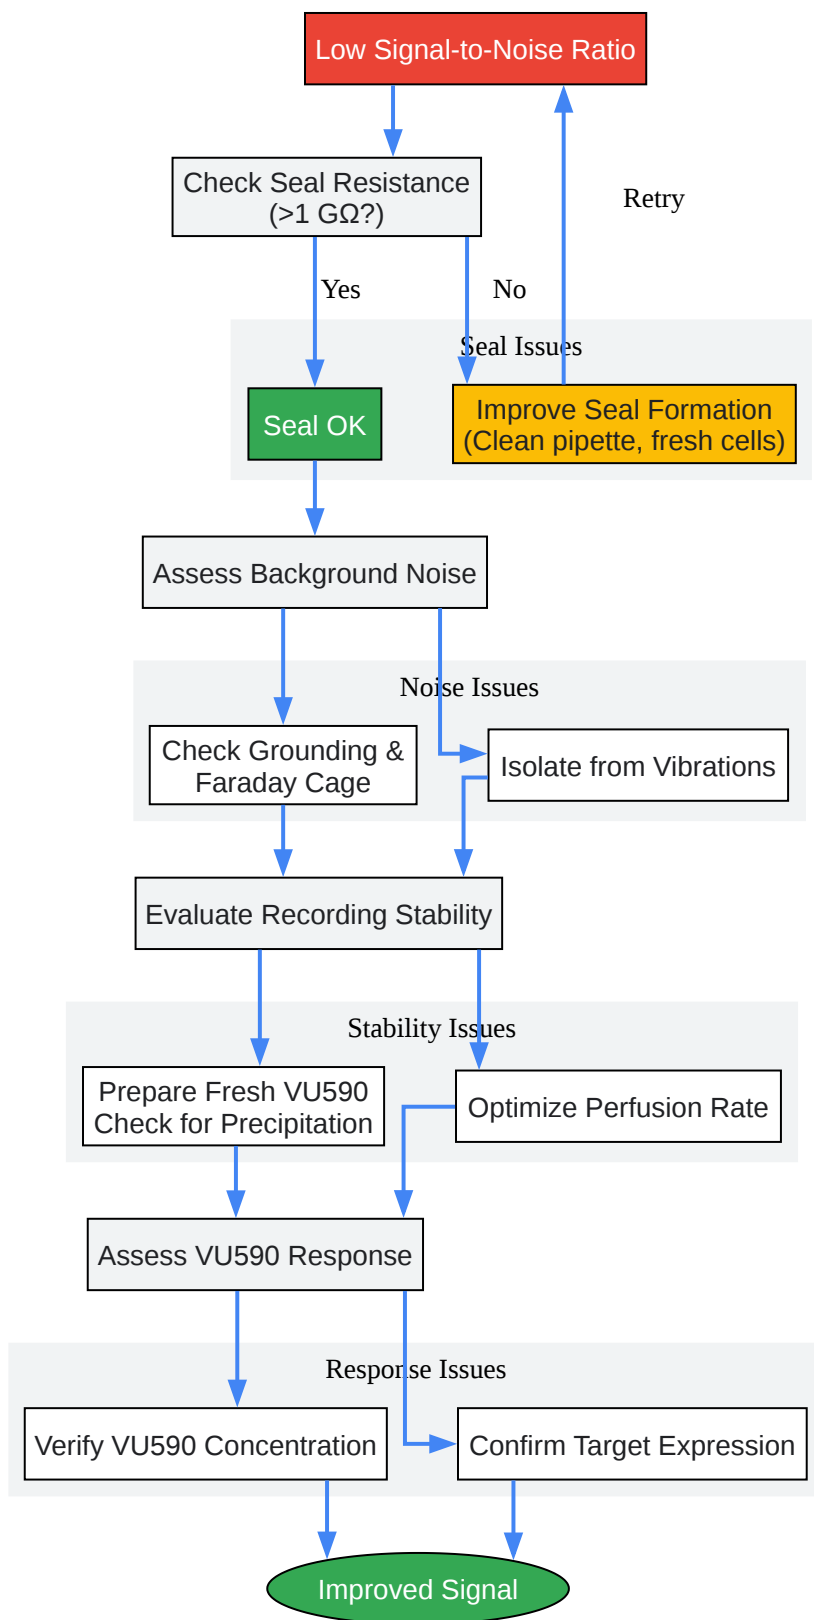 Low Signal-to-Noise Ratio
Check Seal Resistance
(>1 GΩ?)
Retry
Yes
No
Seal Issues
Seal OK
Improve Seal Formation
(Clean pipette, fresh cells)
Assess Background Noise
Noise Issues
Check Grounding &
Faraday Cage
Isolate from Vibrations
Evaluate Recording Stability
Stability Issues
Prepare Fresh VU590
Check for Precipitation
Optimize Perfusion Rate
Assess VU590 Response
Response Issues
Verify VU590 Concentration
Confirm Target Expression
Improved Signal